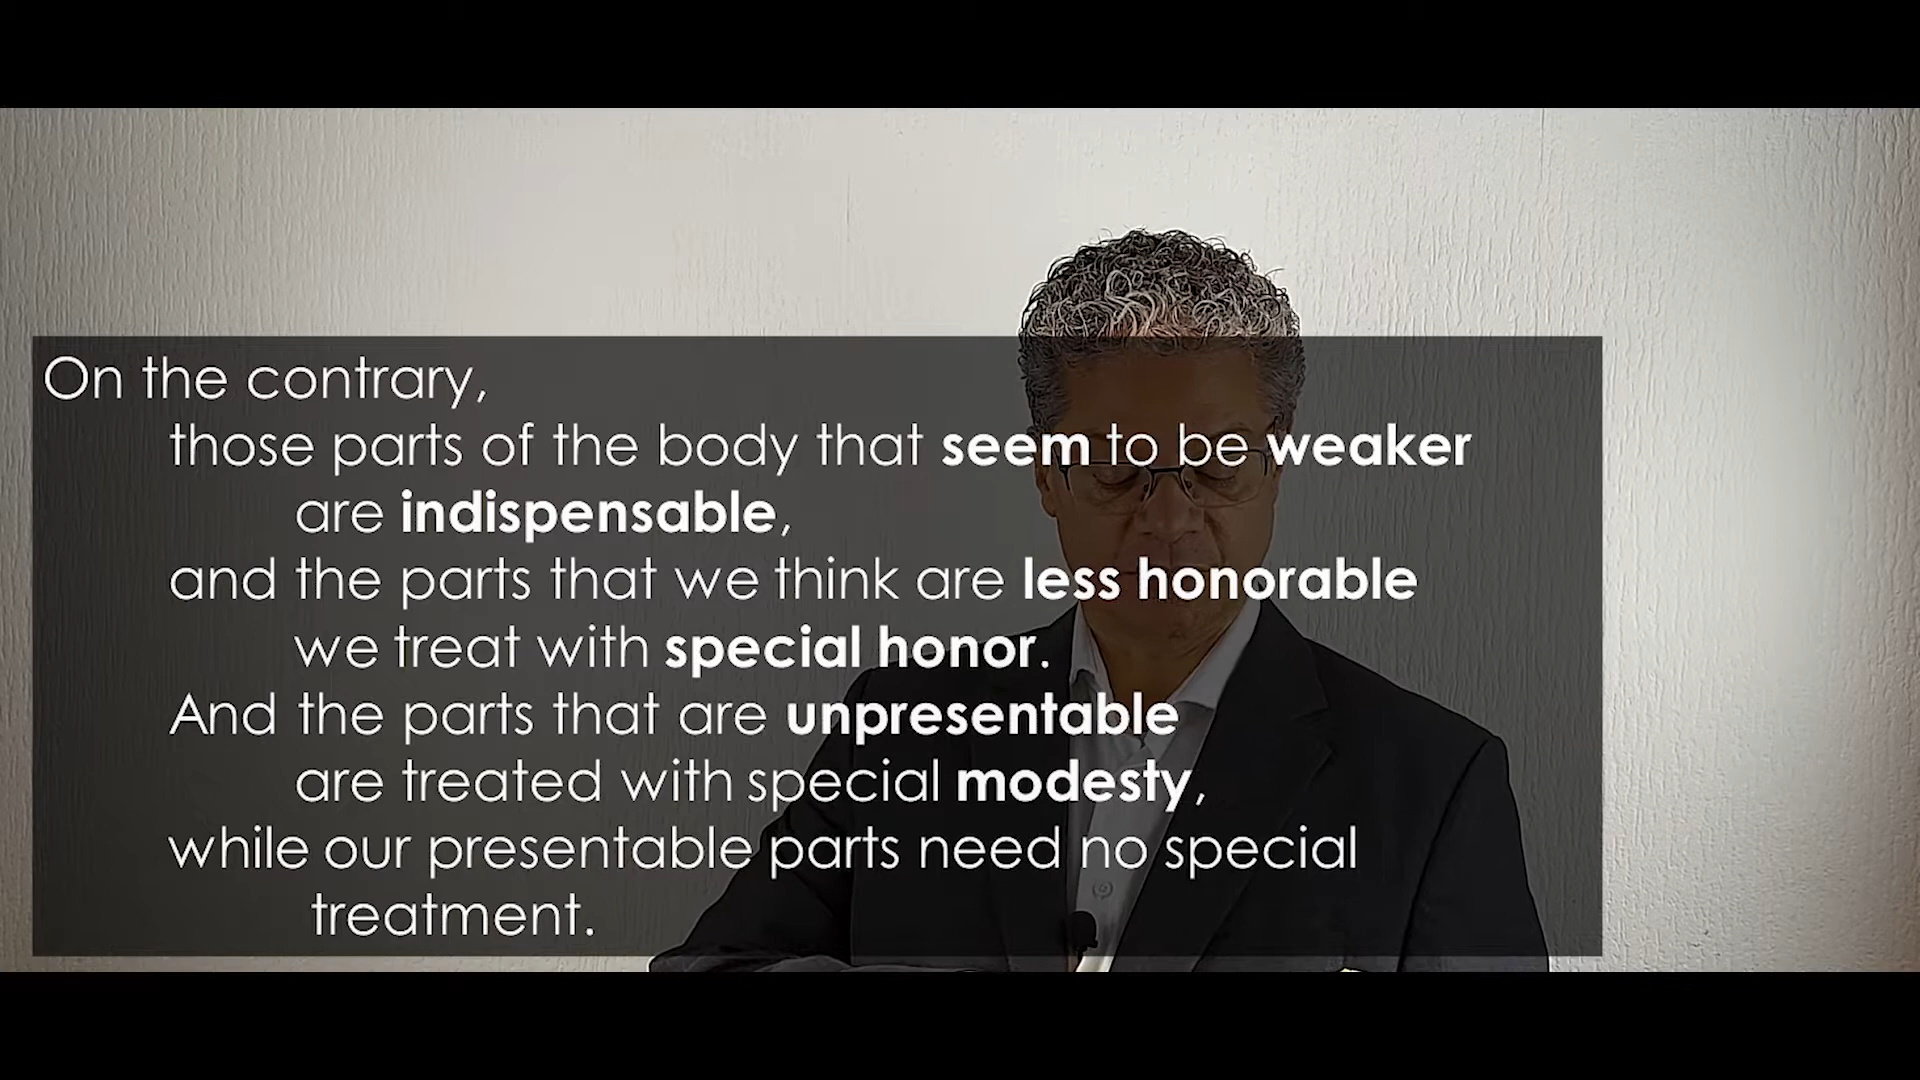 On the contrary,
those parts of the body that seem to be weaker
are indispensable,
and the parts that we think are less honorable
we treat with special honor.
And the parts that are unpresentable
are treated with special modesty,
while our presentable parts need no special
treatment.